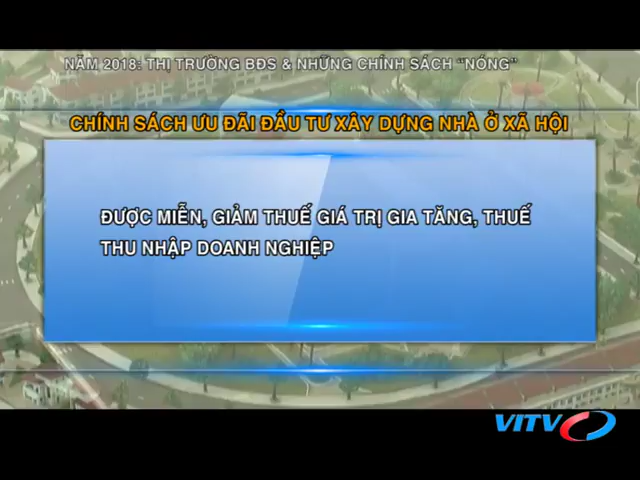 NĂM 2018: THỊ TRƯỜNG BĐS & NHỮNG CHÍNH SÁCH "NÓNG"
CHÍNH SÁCH ƯU ĐÃI ĐẦU TƯ XÂY DỰNG NHÀ Ở XÃ HỘI
ĐƯỢC MIỄN, GIẢM THUẾ GIÁ TRỊ GIA TĂNG, THUẾ
THU NHẬP DOANH NGHIỆP
VITV